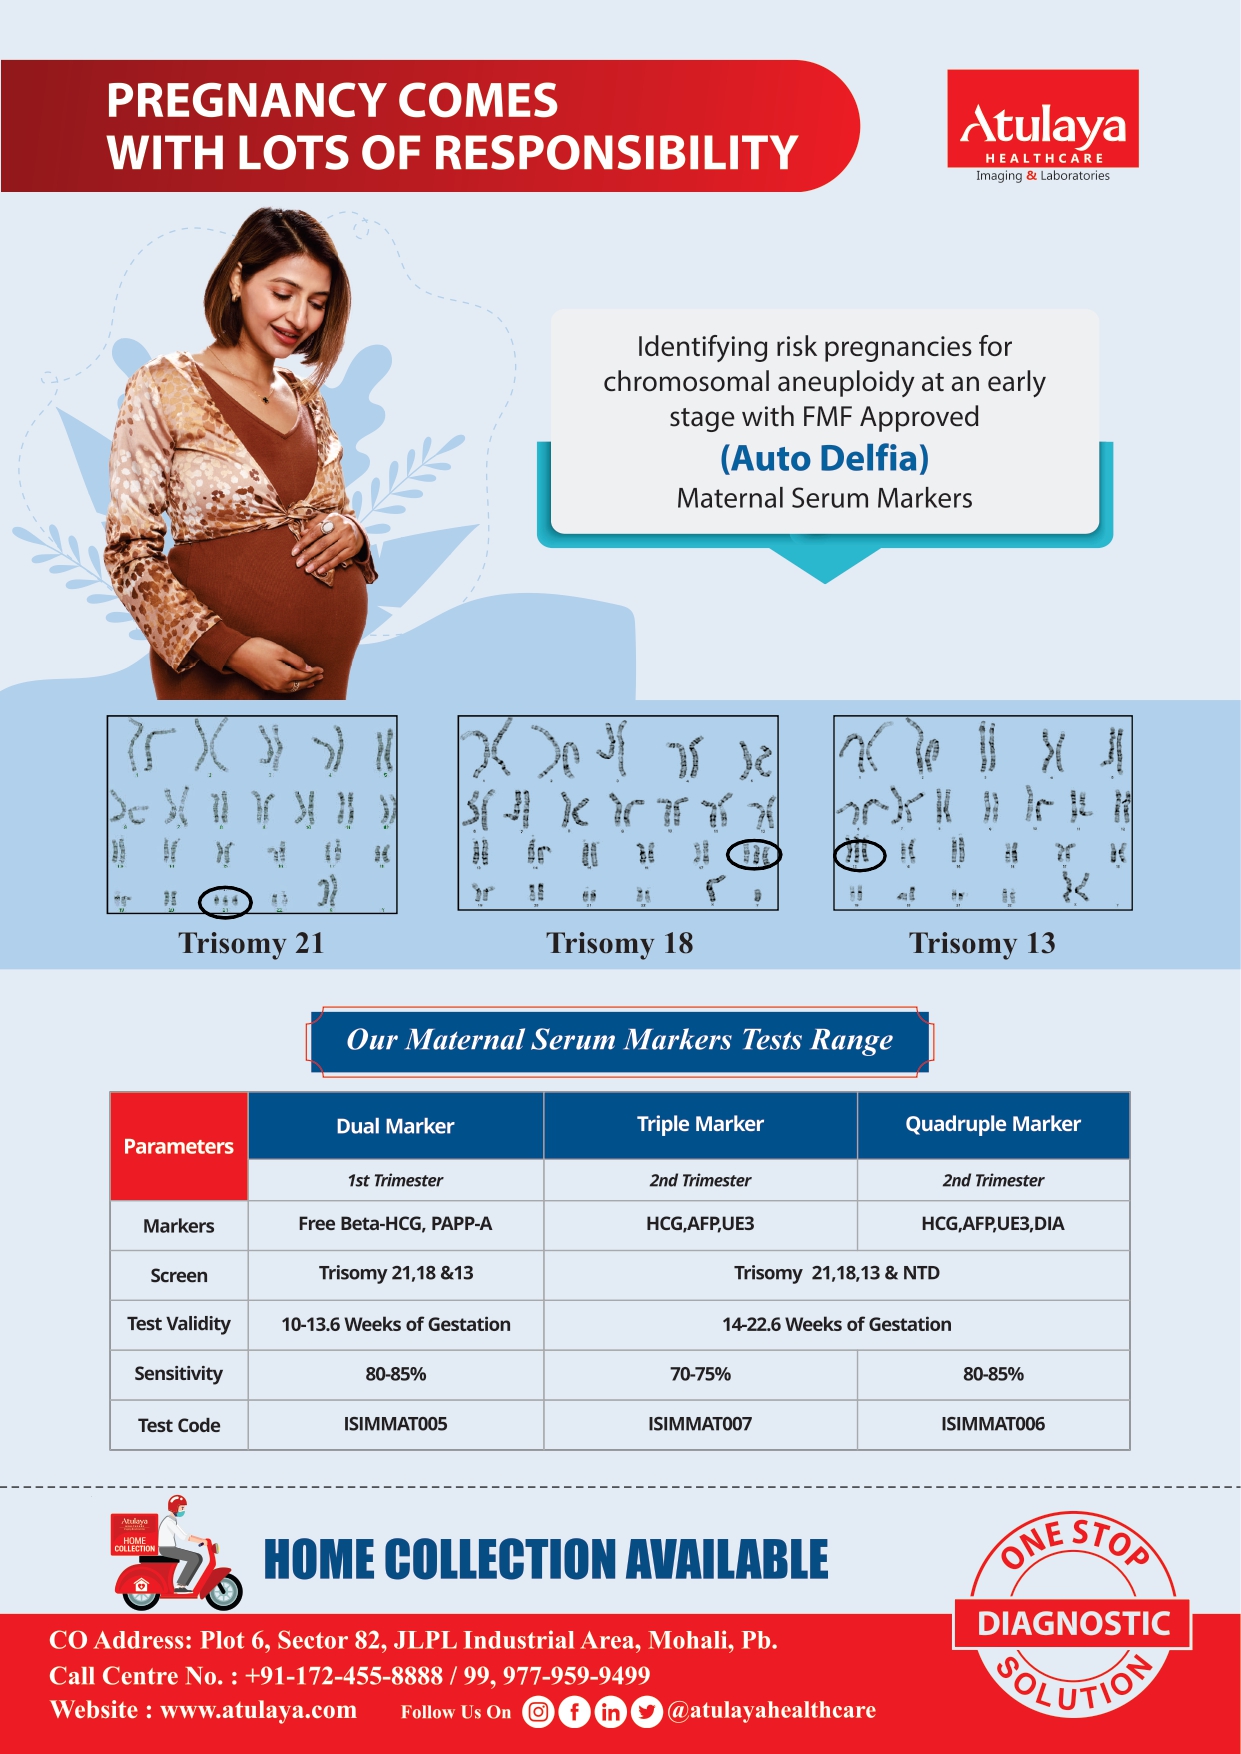 PREGNANCY COMES
WITH LOTS OF RESPONSIBILITY
Atulaya
HEALTHCARE
Imaging & Laboratories
Identifying risk pregnancies for
chromosomal aneuploidy at an early
stage with FMF Approved
(Auto Delfia)
Maternal Serum Markers
Trisomy 21
Trisomy 18
Trisomy 13
Our Maternal Serum Markers Tests Range
Parameters Dual Marker Triple Marker Quadruple Marker
1st Trimester 2nd Trimester 2nd Trimester
Markers Free Beta-HCG, PAPP-A HCG,AFP,UE3 HCG,AFP,UE3,DIA
Screen Trisomy 21,18 &13 Trisomy 21,18,13 & NTD
Test Validity 10-13.6 Weeks of Gestation 14-22.6 Weeks of Gestation
Sensitivity 80-85% 70-75% 80-85%
Test Code ISIMMAT005 ISIMMAT007 ISIMMAT006
Atulaya
HOME
COLLECTION
HOME COLLECTION AVAILABLE
ONE STOP
DIAGNOSTIC
SOLUTION
CO Address: Plot 6, Sector 82, JLPL Industrial Area, Mohali, Pb.
Call Centre No. : +91-172-455-8888 / 99, 977-959-9499
Website : www.atulaya.com Follow Us On @atulayahealthcare